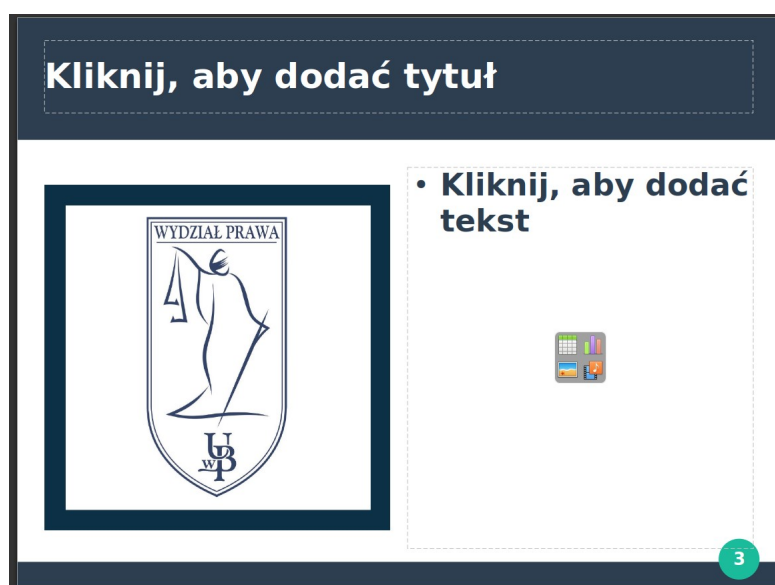 Kliknij, aby dodać tytuł
WYDZIAŁ PRAWA
UwB
• Kliknij, aby dodać
tekst
3